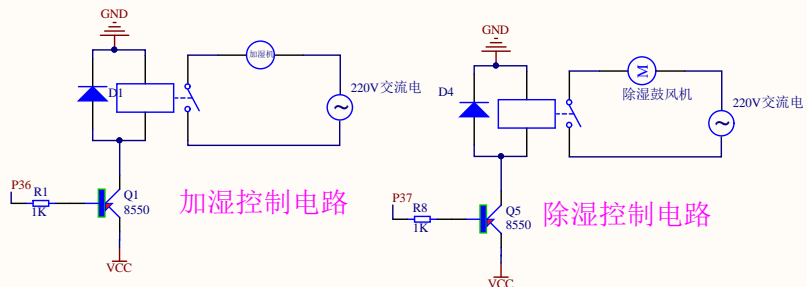 GND
D1
加湿机
220V交流电
P36
R1
1K
Q1
8550
VCC
加湿控制电路
GND
D4
M
除湿鼓风机
220V交流电
P37
R8
1K
Q5
8550
VCC
除湿控制电路